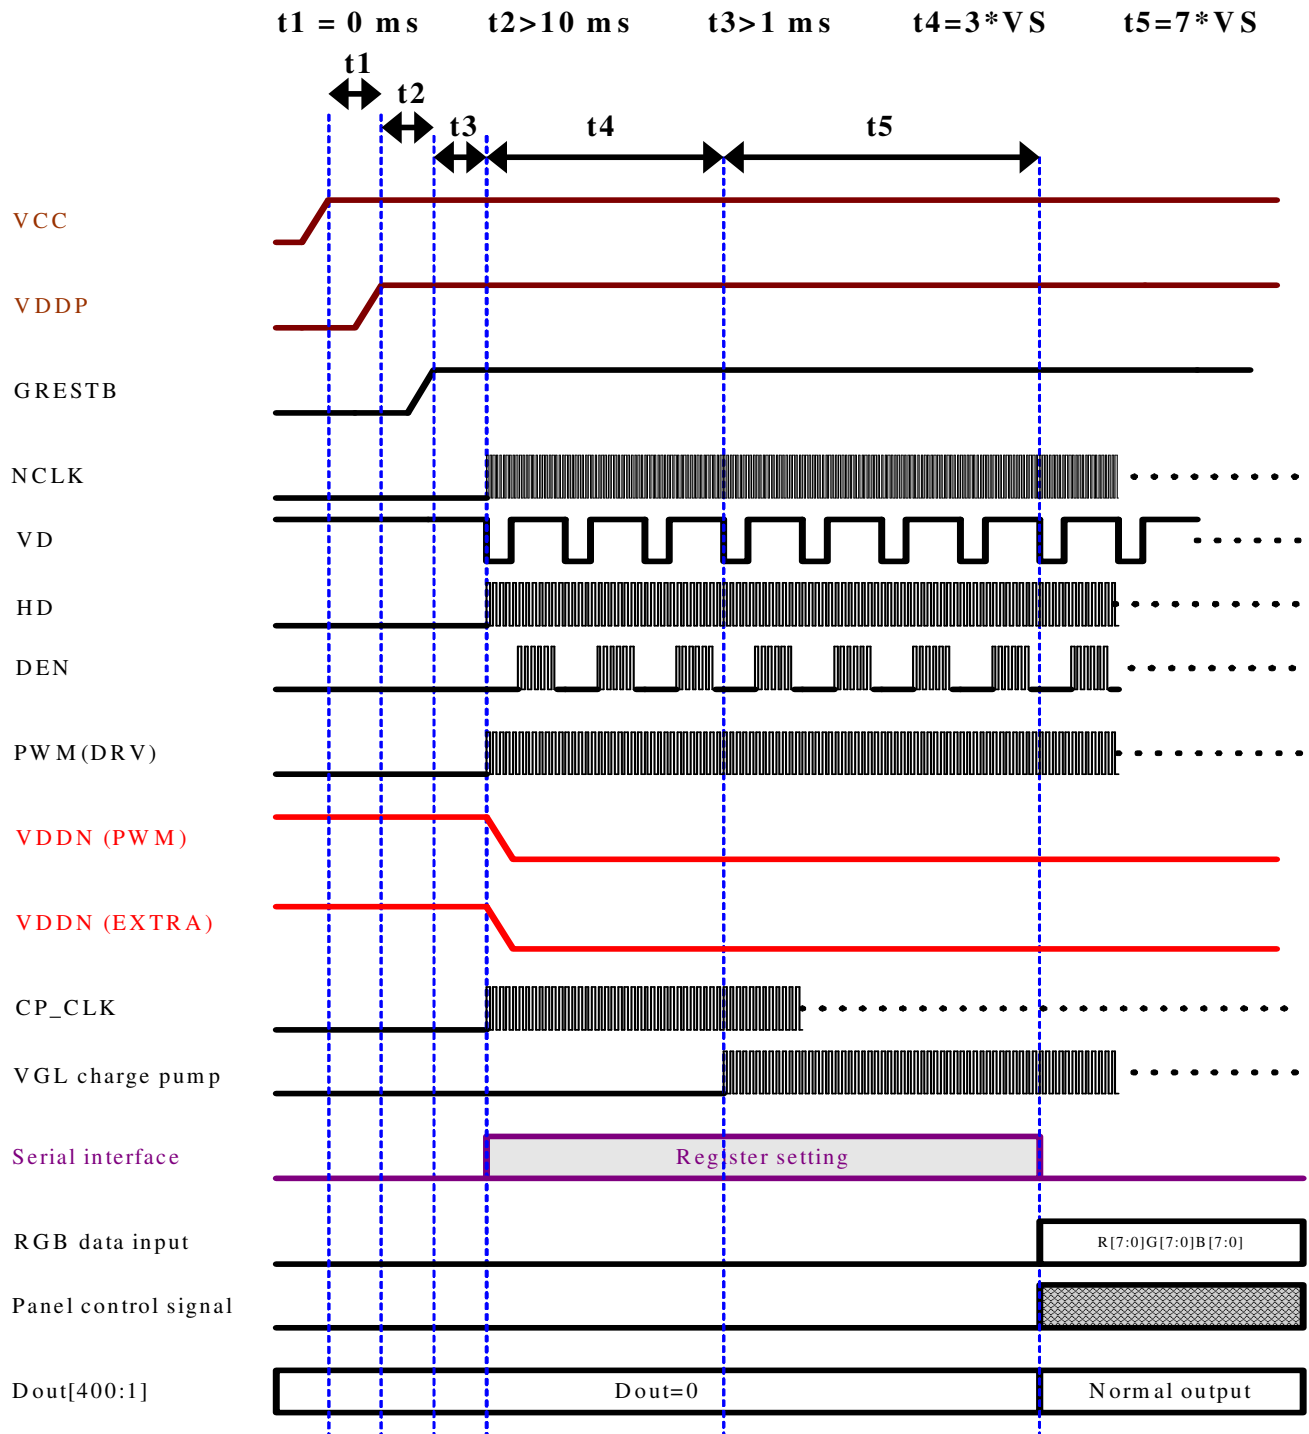 t1 = 0 ms t2>10 ms t3>1 ms t4=3*VS t5=7*VS
t1
t2
t3 t4 t5
VCC
VDDP
GRESTB
NCLK
VD
HD
DEN
PWM(DRV)
VDDN (PWM)
VDDN (EXTRA)
CP_CLK
VGL charge pump
Serial interface Register setting
RGB data input R[7:0]G[7:0]B[7:0]
Panel control signal
Dout[400:1] Dout=0 Normal output